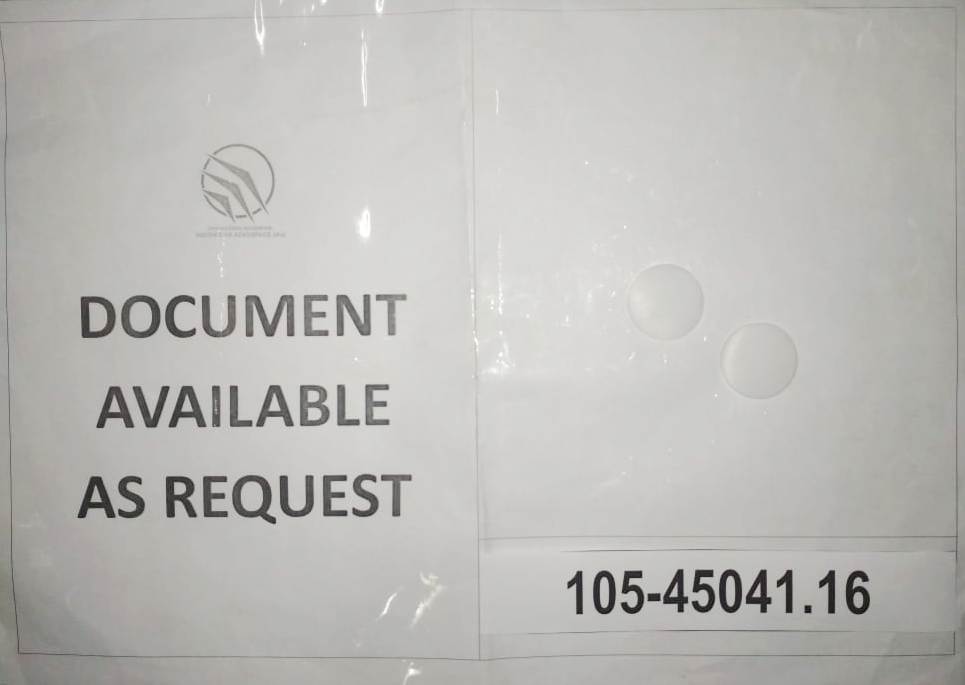 DOCUMENT
AVAILABLE
AS REQUEST
105-45041.16